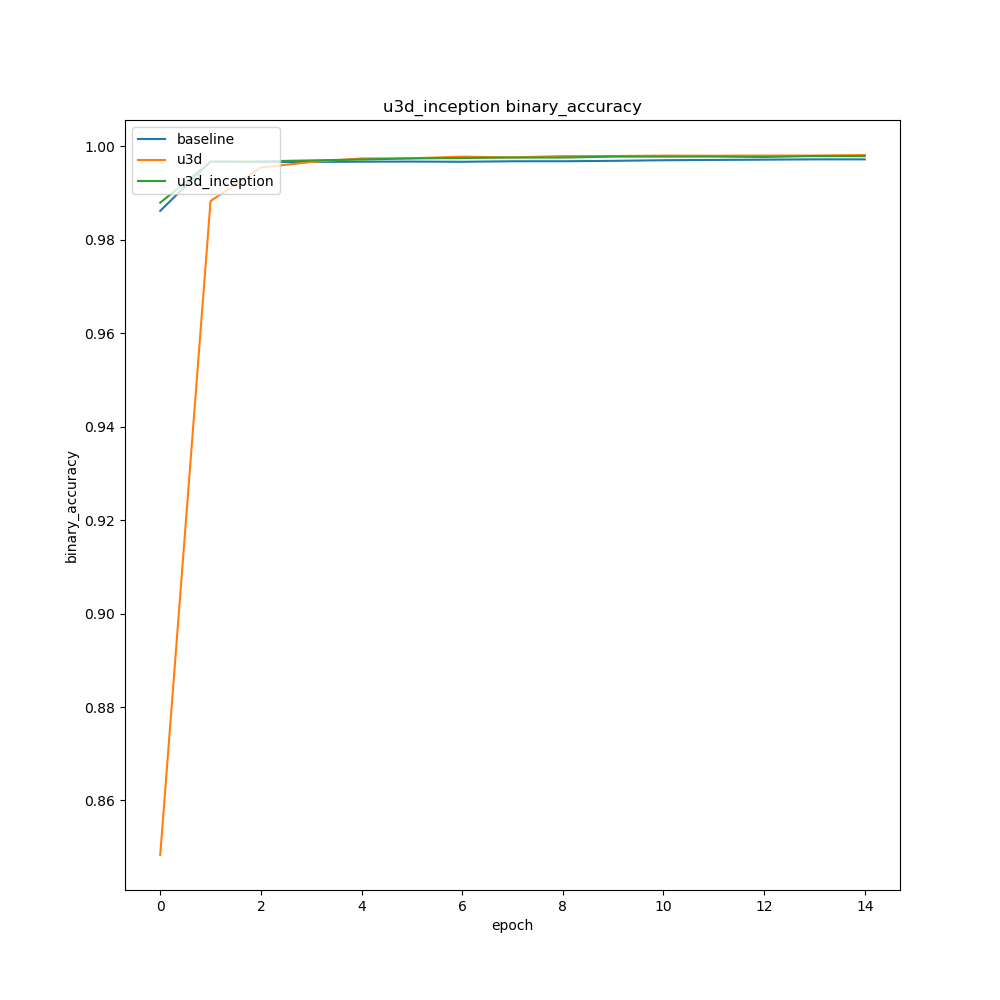 u3d_inception binary_accuracy
baseline
u3d
u3d_inception
1.00
0.98
0.96
0.94
0.92
0.90
0.88
0.86
binary_accuracy
0 2 4 6 8 10 12 14
epoch